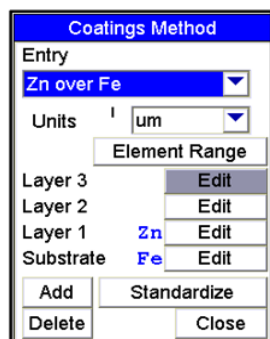 Coatings Method
Entry
Zn over Fe
Units um
Element Range
Layer 3 Edit
Layer 2 Edit
Layer 1 Zn Edit
Substrate Fe Edit
Add Standardize
Delete Close